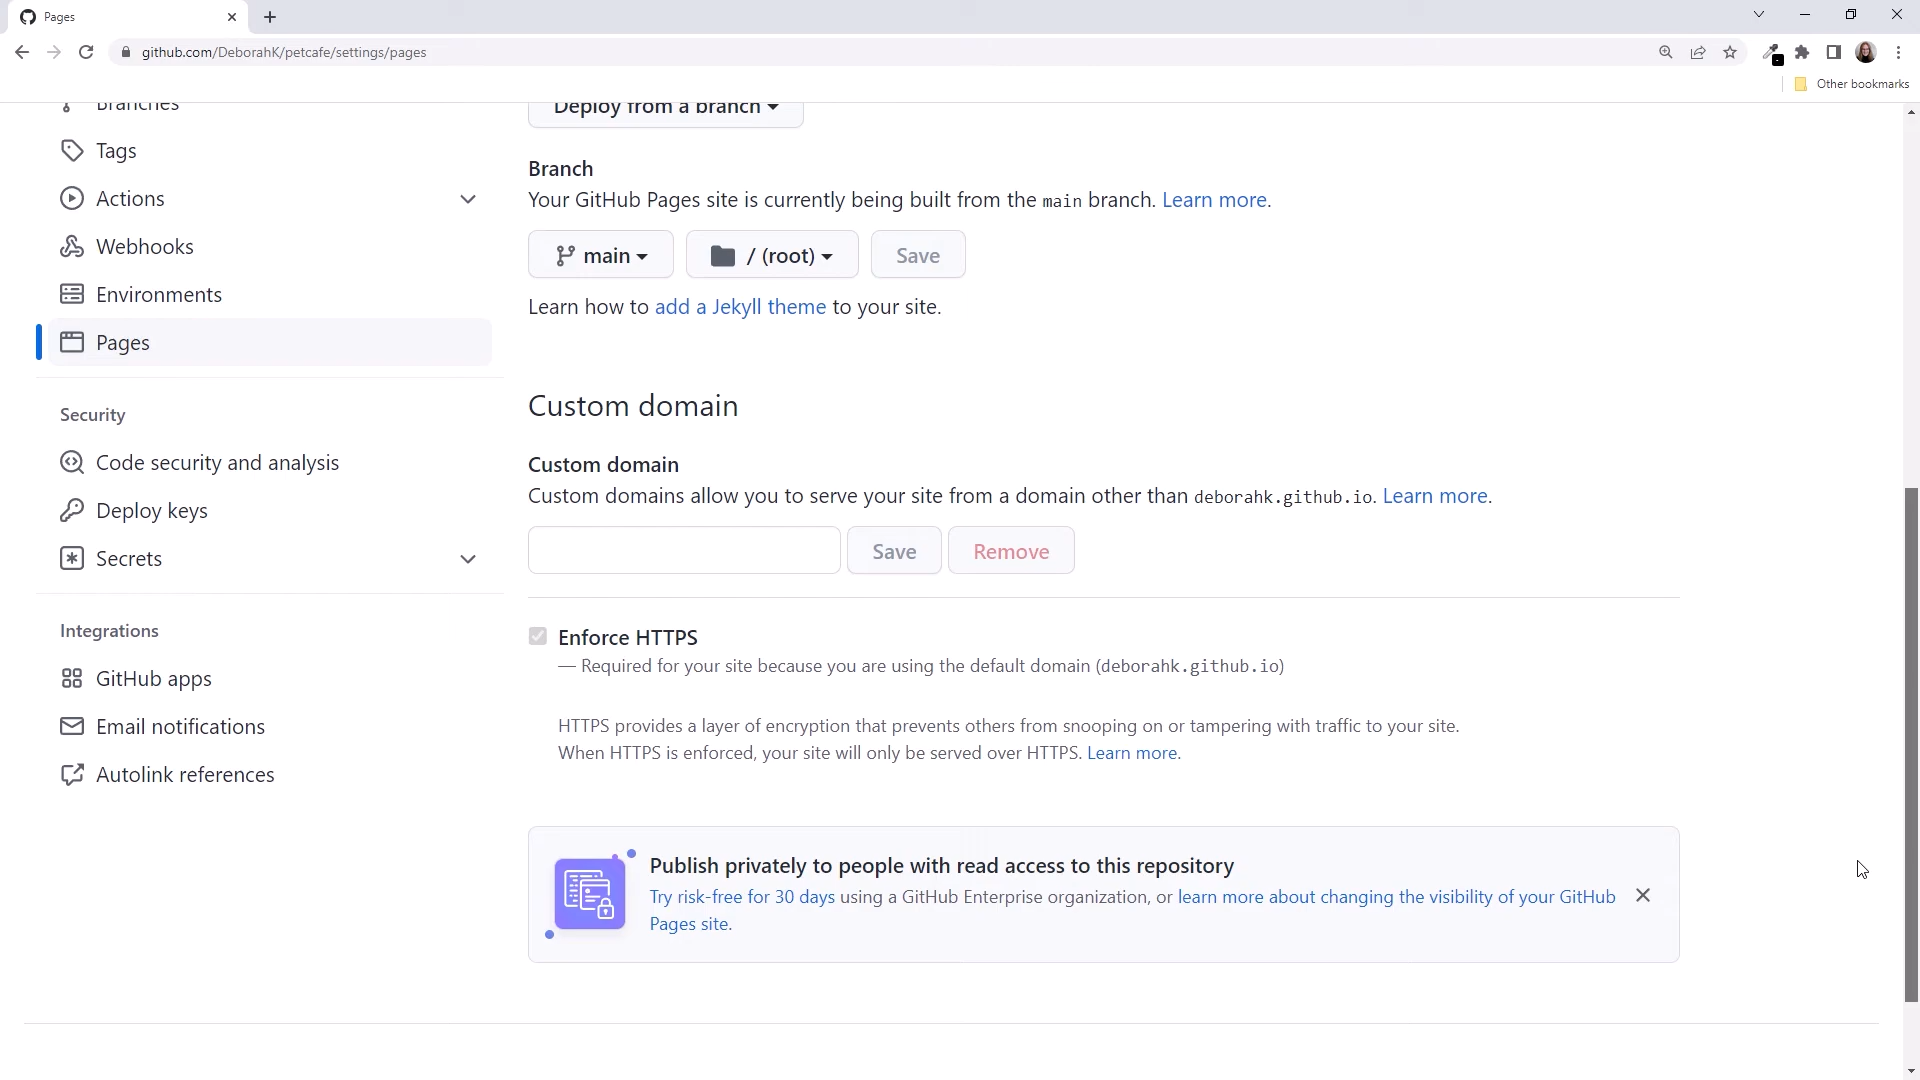 Pages
github.com/DeborahK/petcafe/settings/pages
Other bookmarks
Branches
Tags
Actions
Webhooks
Environments
Pages
Security
Code security and analysis
Deploy keys
Secrets
Integrations
GitHub apps
Email notifications
Autolink references
Deploy from a branch
Branch
Your GitHub Pages site is currently being built from the main branch. Learn more.
main / (root) Save
Learn how to add a Jekyll theme to your site.
Custom domain
Custom domain
Custom domains allow you to serve your site from a domain other than deborahk.github.io. Learn more.
Save Remove
Enforce HTTPS
— Required for your site because you are using the default domain (deborahk.github.io)
HTTPS provides a layer of encryption that prevents others from snooping on or tampering with traffic to your site.
When HTTPS is enforced, your site will only be served over HTTPS. Learn more.
Publish privately to people with read access to this repository
Try risk-free for 30 days using a GitHub Enterprise organization, or learn more about changing the visibility of your GitHub
Pages site.